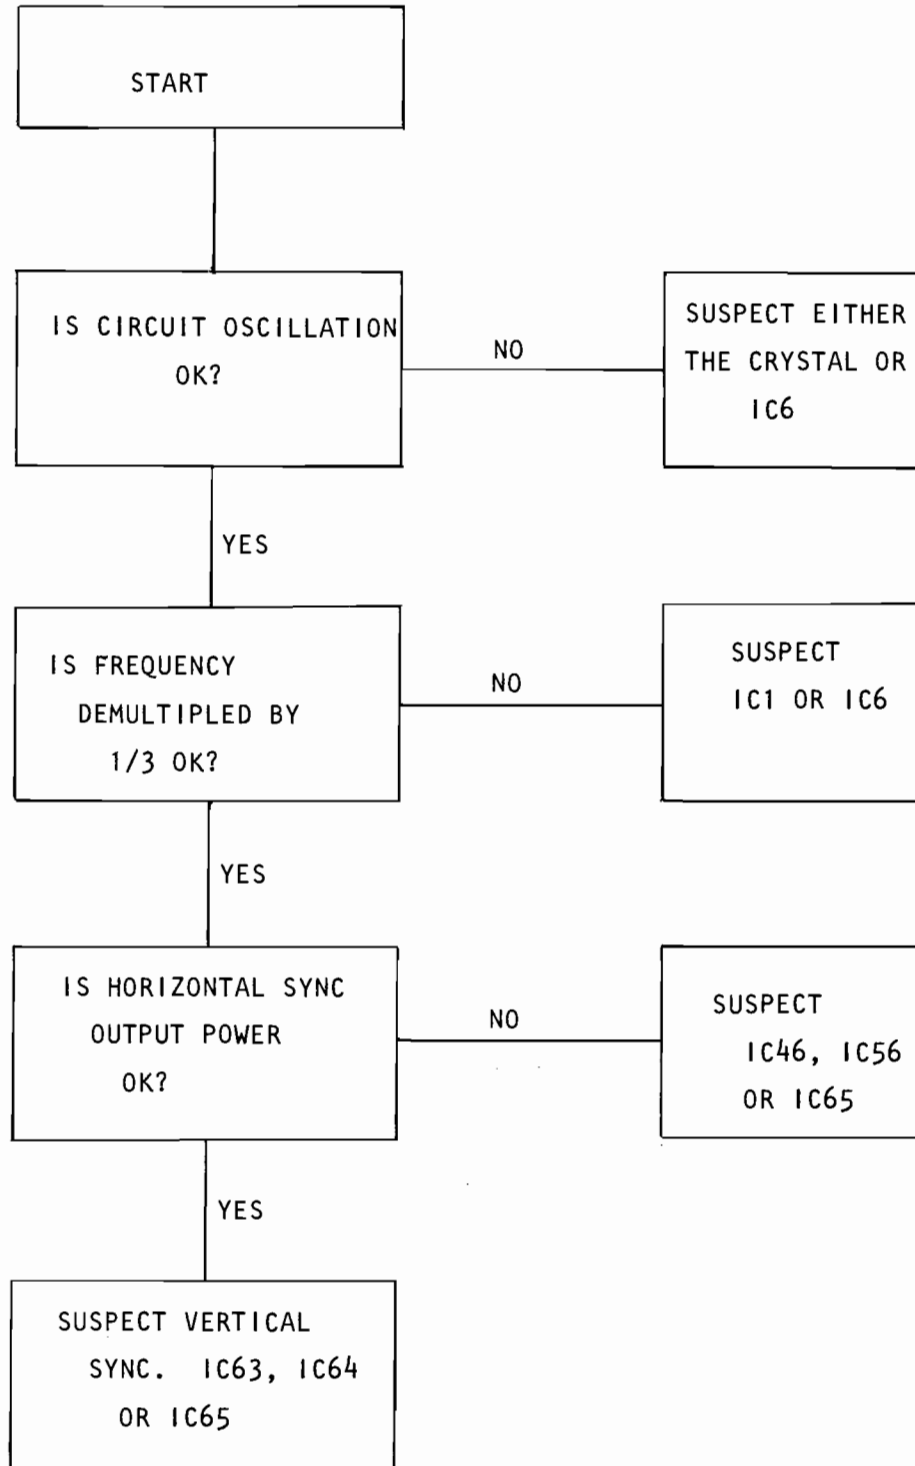 START
IS CIRCUIT OSCILLATION
OK?
NO
SUSPECT EITHER
THE CRYSTAL OR
IC6
YES
IS FREQUENCY
DEMULTIPLED BY
1/3 OK?
NO
SUSPECT
IC1 OR IC6
YES
IS HORIZONTAL SYNC
OUTPUT POWER
OK?
NO
SUSPECT
IC46, IC56
OR IC65
YES
SUSPECT VERTICAL
SYNC. IC63, IC64
OR IC65